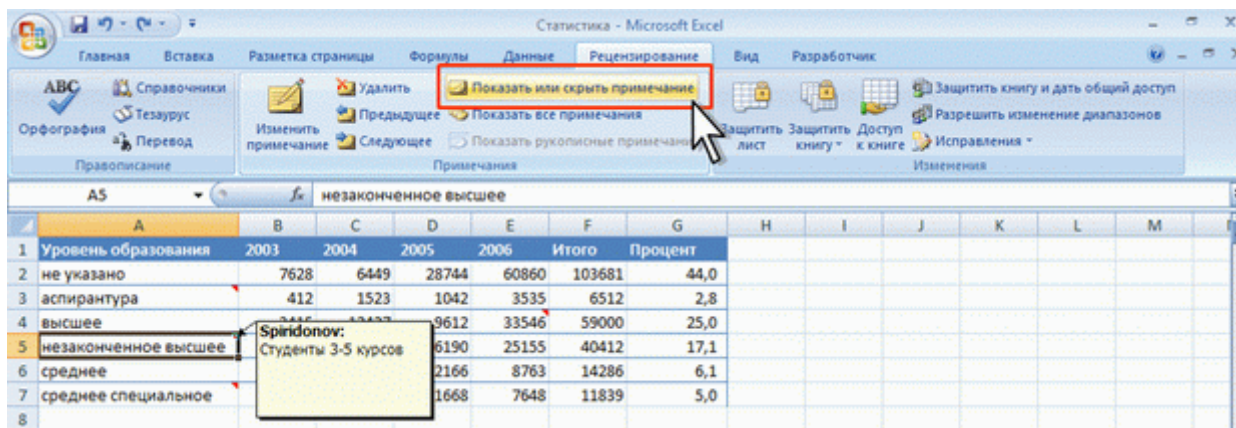 Статистика - Microsoft Excel
Главная Вставка Разметка страницы Формулы Данные Рецензирование Вид Разработчик
ABC
Орфография
Справочники
Тезаурус
Перевод
Правописание
Изменить примечание
Удалить
Предыдущее
Следующее
Показать или скрыть примечание
Показать все примечания
Показать рукописные
Примечания
лист
Защитить книгу
Доступ к книге
Защитить книгу и дать общий доступ
Разрешить изменение диапазонов
Исправления
Изменения
A5 fx незаконченное высшее
A B C D E F G H I J K L M
1 Уровень образования 2003 2004 2005 2006 Итого Процент
2 не указано 7628 6449 28744 60860 103681 44,0
3 аспирантура 412 1523 1042 3535 6512 2,8
4 высшее 9612 33546 59000 25,0
5 незаконченное высшее 6190 25155 40412 17,1
6 среднее 2166 8763 14286 6,1
7 среднее специальное 1668 7648 11839 5,0
8
Spiridonov:
Студенты 3-5 курсов